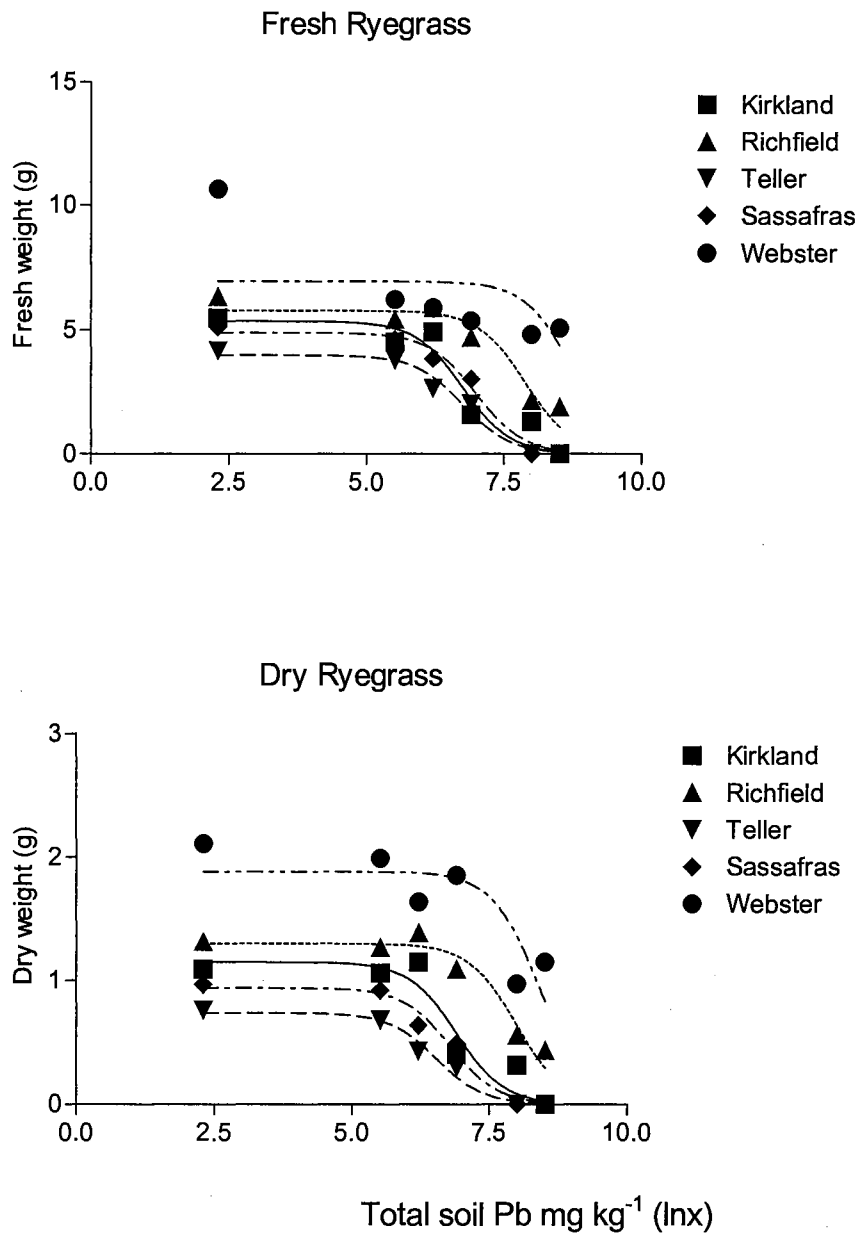 Fresh Ryegrass
15
10
5
0
Fresh weight (g)
0.0 2.5 5.0 7.5 10.0
Kirkland
Richfield
Teller
Sassafras
Webster
Dry Ryegrass
3
2
1
0
Dry weight (g)
0.0 2.5 5.0 7.5 10.0
Kirkland
Richfield
Teller
Sassafras
Webster
Total soil Pb mg kg⁻¹ (lnx)